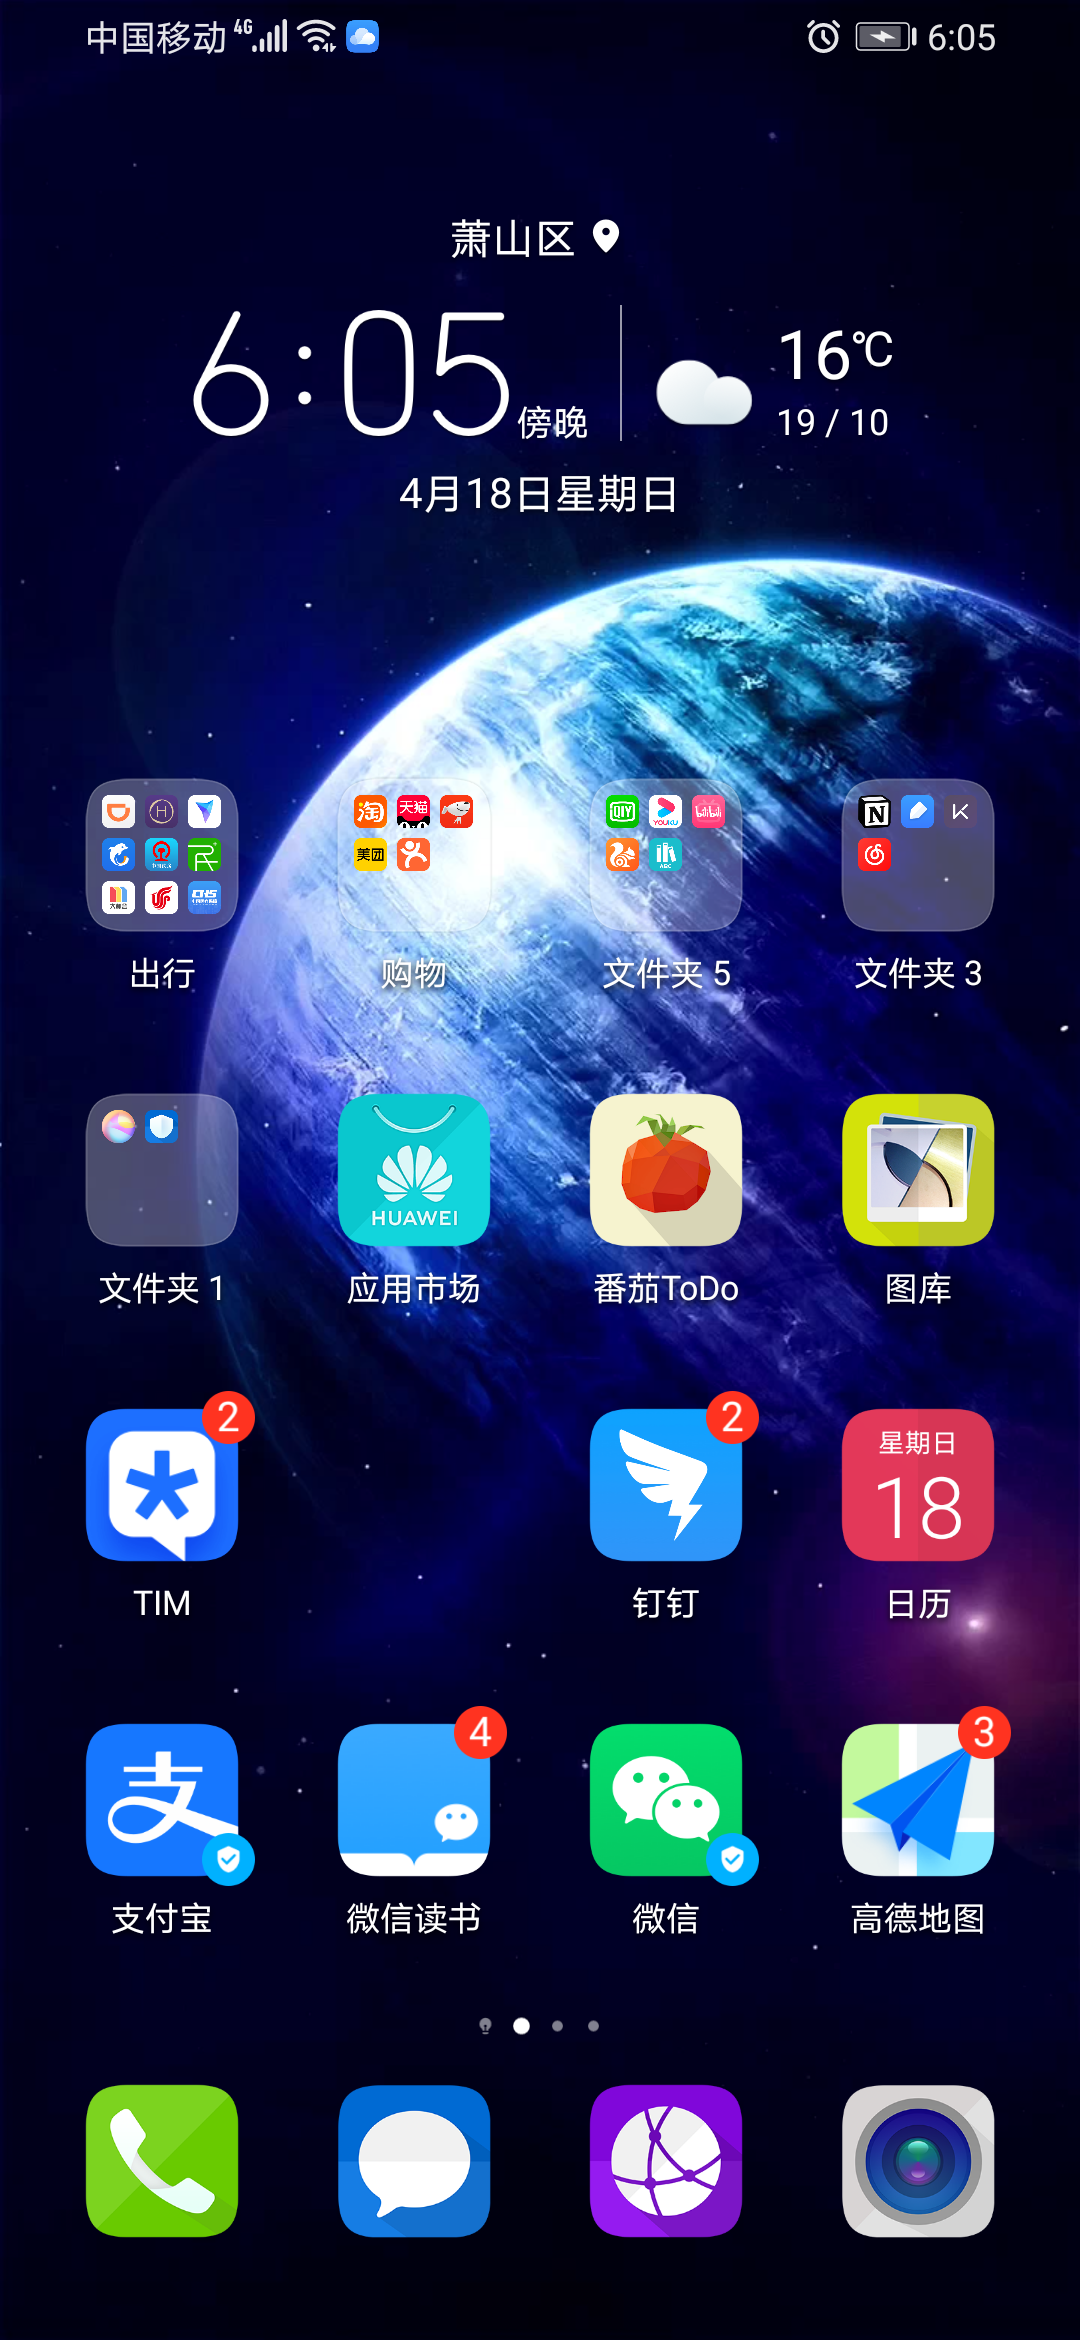 中国移动 4G 6:05
萧山区
6:05 傍晚 16℃
19 / 10
4月18日星期日
淘 天猫 QIY YOUKU bilibili N
美团 ABC
出行 购物 文件夹 5 文件夹 3
HUAWEI
文件夹 1 应用市场 番茄ToDo 图库
2 2 星期日
18
TIM 钉钉 日历
支 4 3
支付宝 微信读书 微信 高德地图